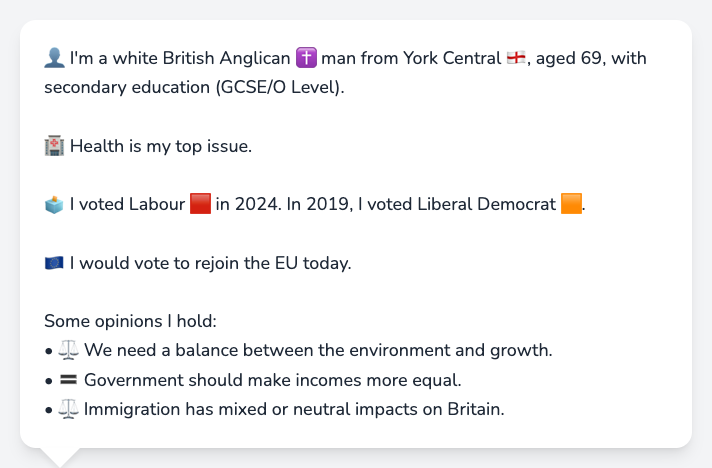 👤 I'm a white British Anglican ✝️ man from York Central 🏴󠁧󠁢󠁥󠁮󠁧󠁿, aged 69, with
secondary education (GCSE/O Level).
🏥 Health is my top issue.
🗳️ I voted Labour 🟥 in 2024. In 2019, I voted Liberal Democrat 🟧.
🇪🇺 I would vote to rejoin the EU today.
Some opinions I hold:
• ⚖️ We need a balance between the environment and growth.
• 🟰 Government should make incomes more equal.
• ⚖️ Immigration has mixed or neutral impacts on Britain.